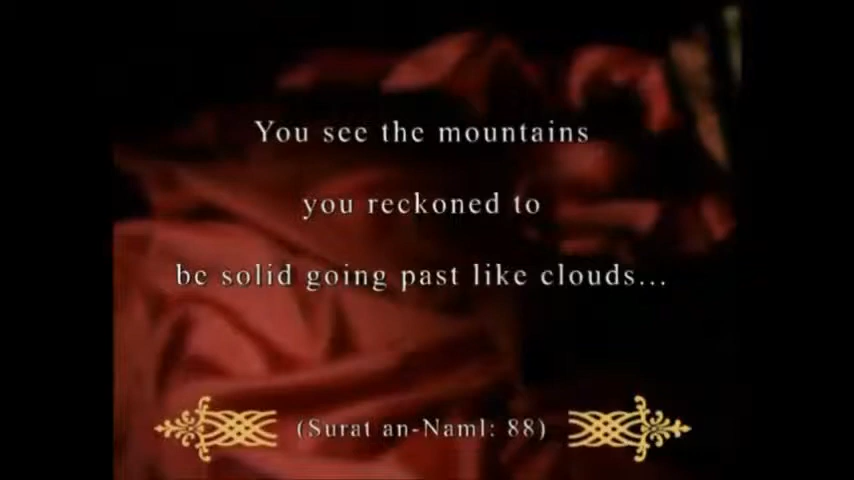 You see the mountains
you reckoned to
be solid going past like clouds...
(Surat an-Naml: 88)